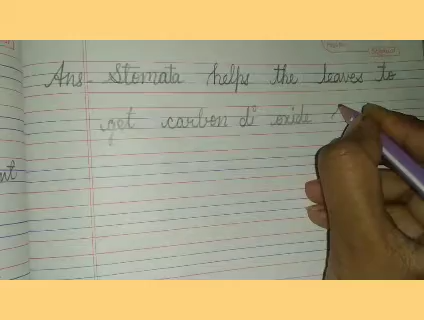 Ans- Stomata helps the leaves to
get carbon di oxide